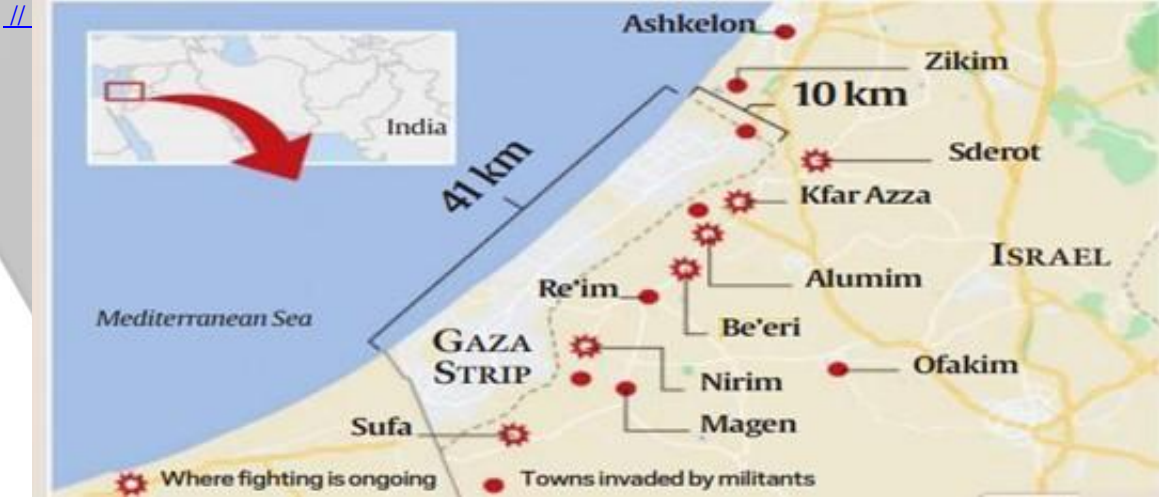 //
Ashkelon
Zikim
10 km
India
Sderot
41 km
Kfar Azza
ISRAEL
Alumim
Re'im
Mediterranean Sea
Be'eri
GAZA
STRIP
Ofakim
Nirim
Sufa
Magen
Where fighting is ongoing
Towns invaded by militants